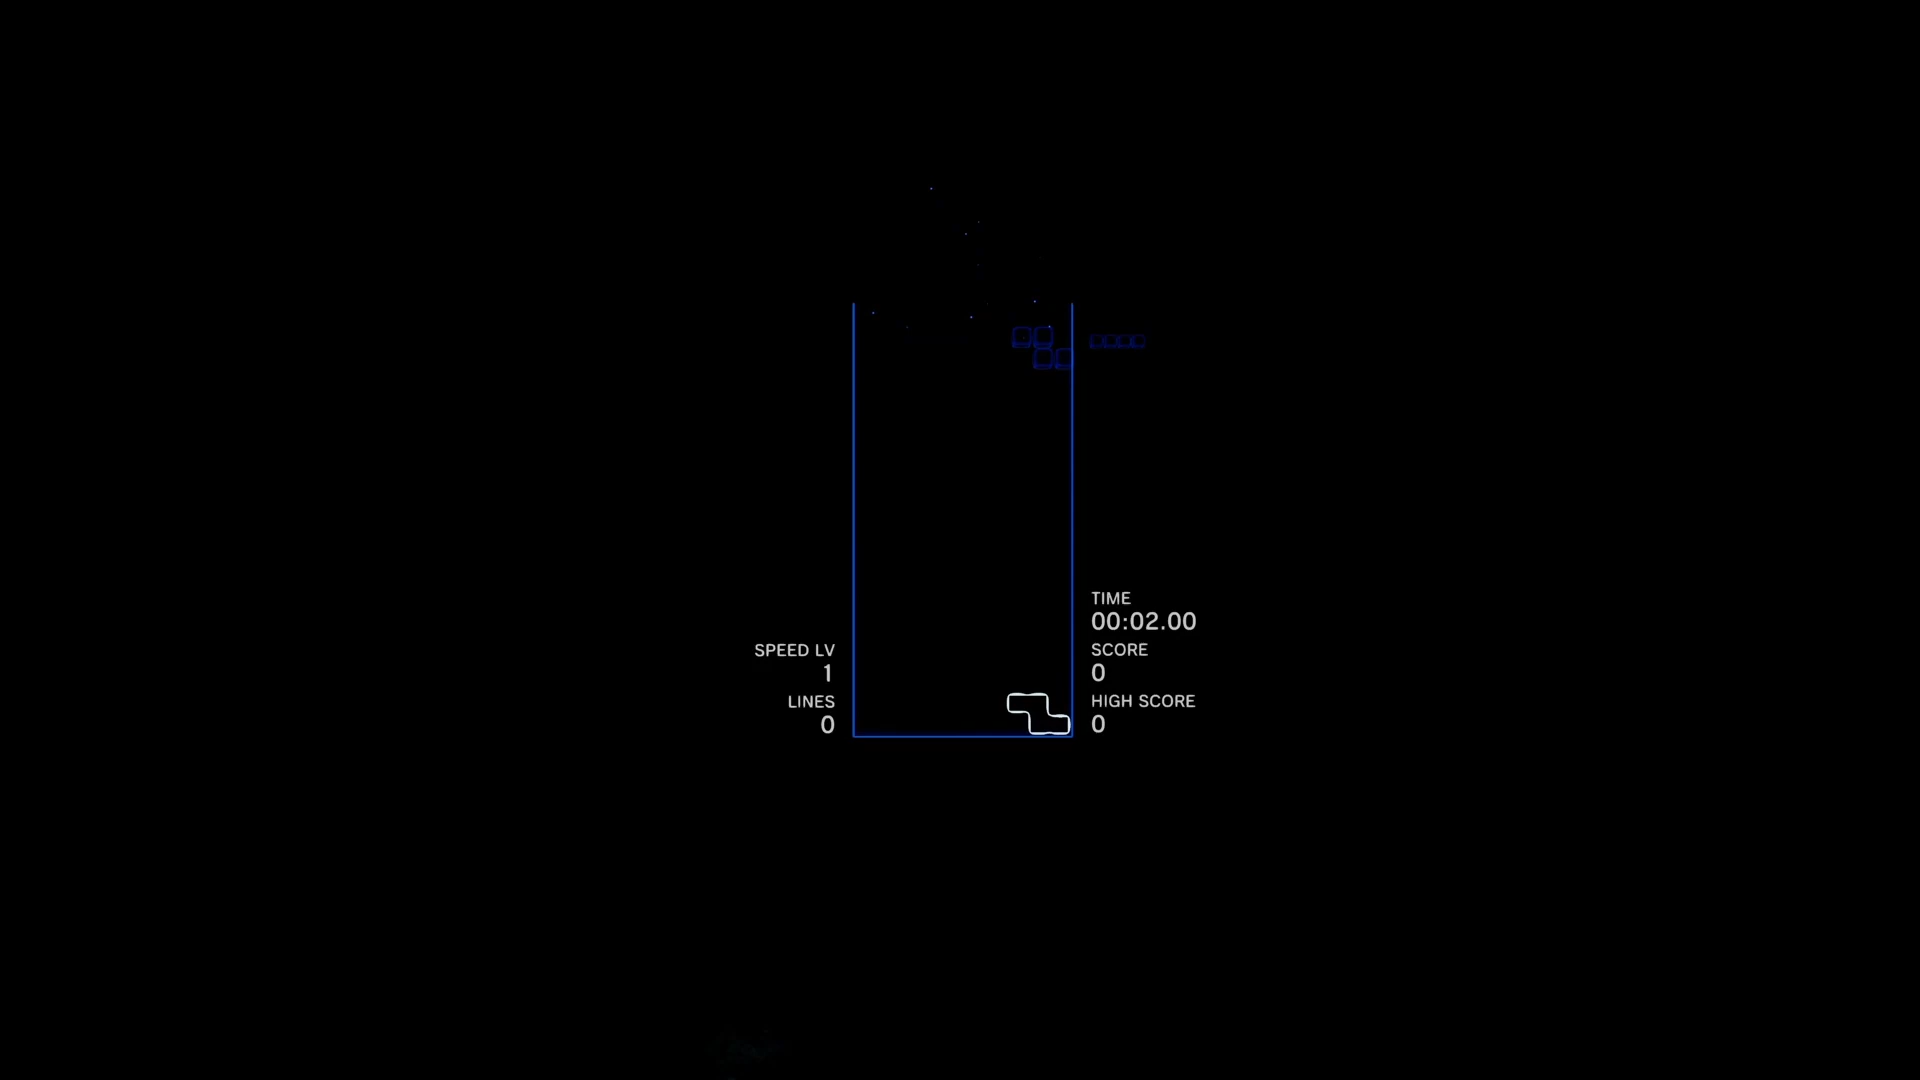 SPEED LV
1
LINES
0
TIME
00:02.00
SCORE
0
HIGH SCORE
0